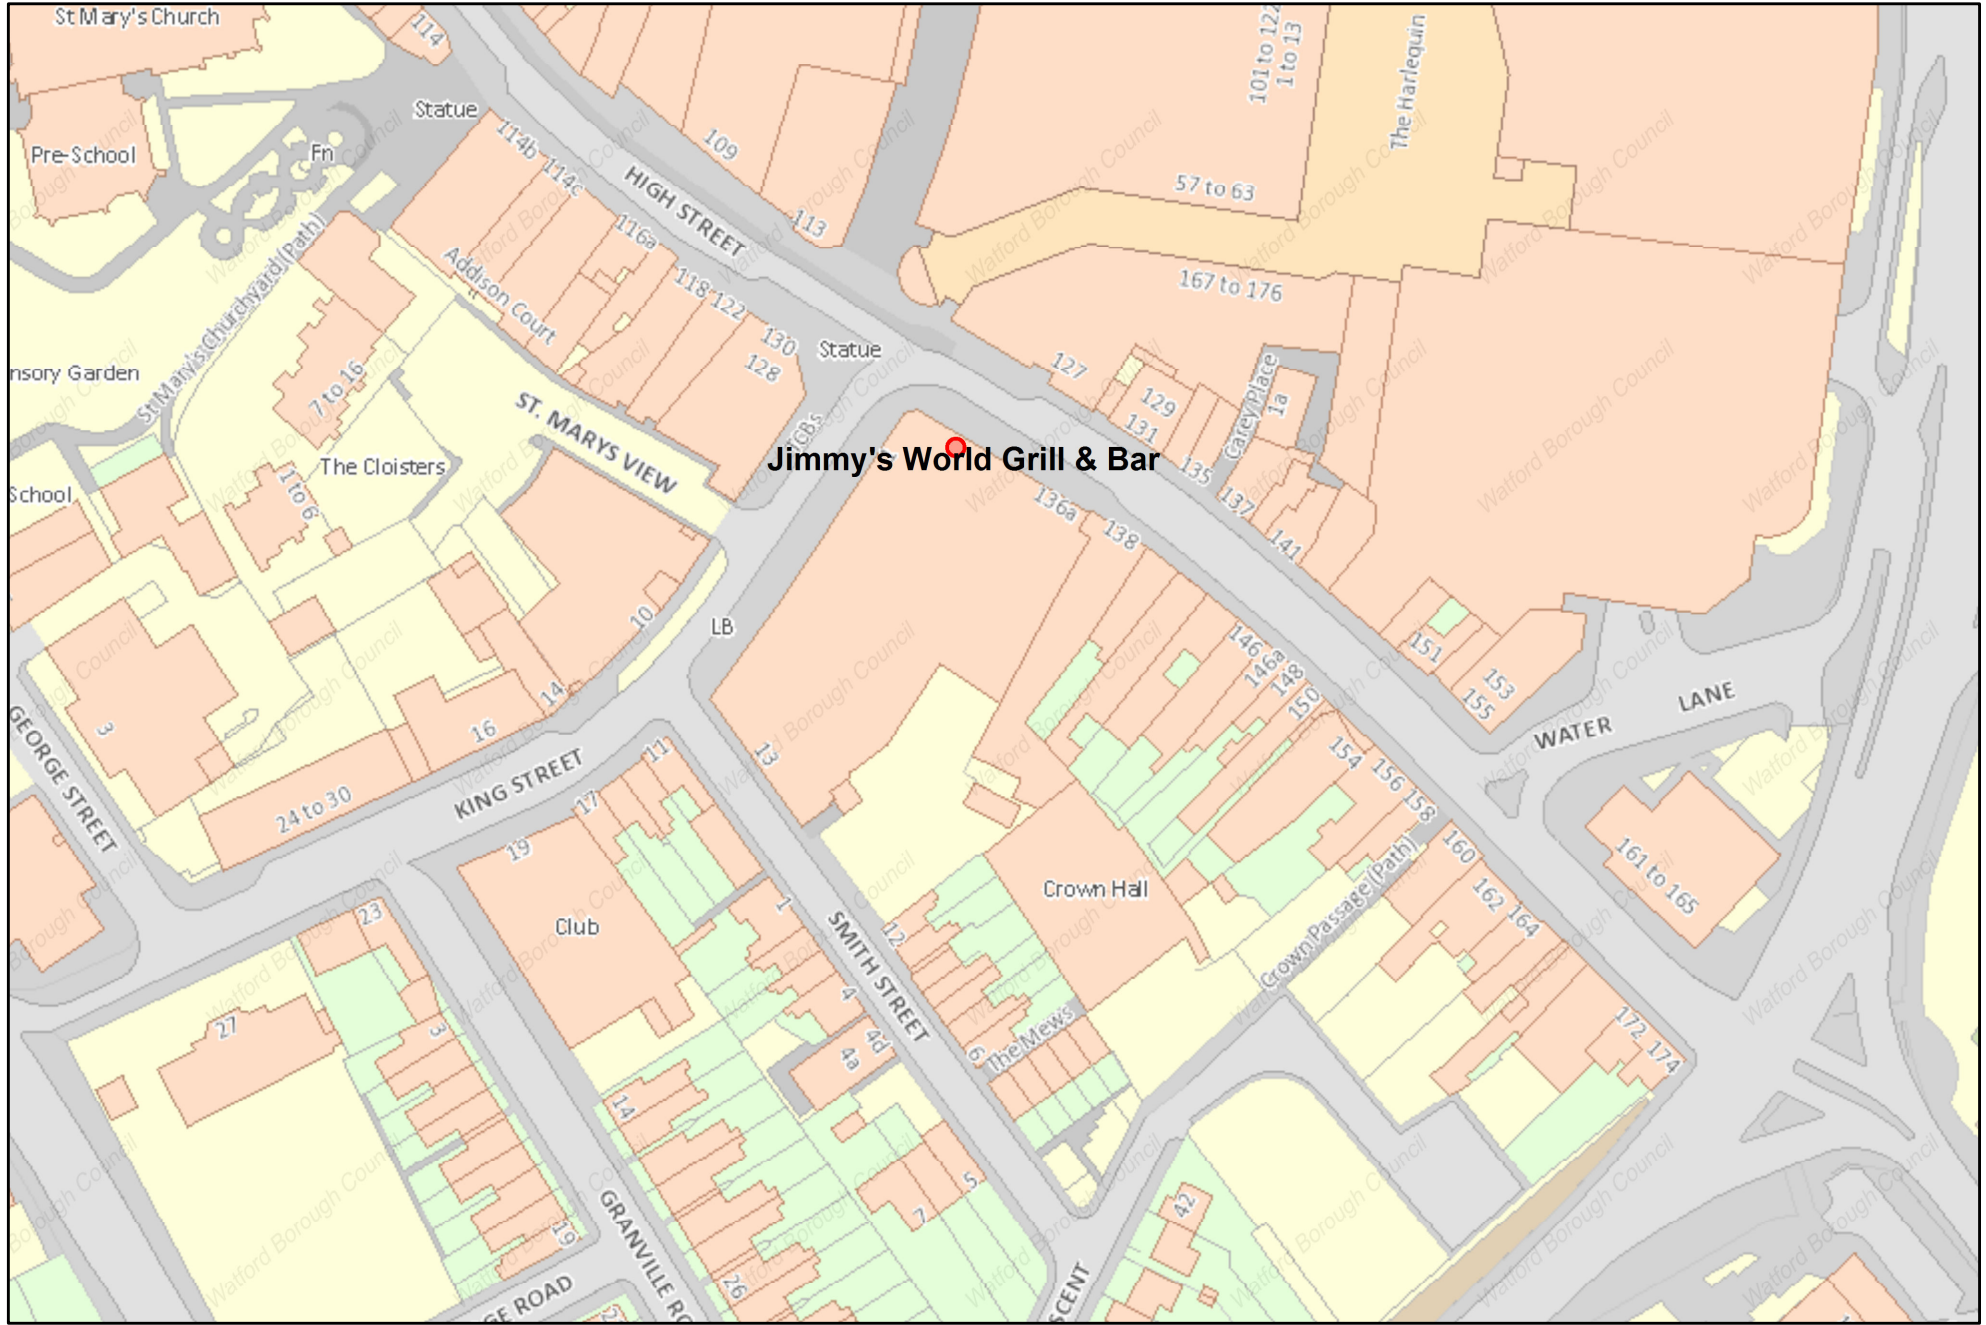 St Mary's Church
114
101 to 122
1 to 13
The Harlequin
Statue
Pre-School
Fn
114b
114c
109
HIGH STREET
57 to 63
113
116a
St Mary's Churchyard (Path)
Addison Court
118
122
130
128
167 to 176
Statue
127
129
131
Carey Place
1a
nsory Garden
7 to 16
ST. MARYS VIEW
TCBs
The Cloisters
Jimmy's World Grill & Bar
135
137
136a
138
141
School
1 to 6
10
LB
146
146a
148
150
151
153
155
WATER LANE
GEORGE STREET
3
14
16
24 to 30
KING STREET
11
13
17
19
154
156
158
160
161 to 165
Crown Hall
Crown Passage (Path)
162
164
23
Club
1
12
SMITH STREET
4
4d
4a
6
The Mews
172
174
27
3
14
5
7
42
19
GRANVILLE RO
26
GE ROAD
SCENT
Watford Borough Council